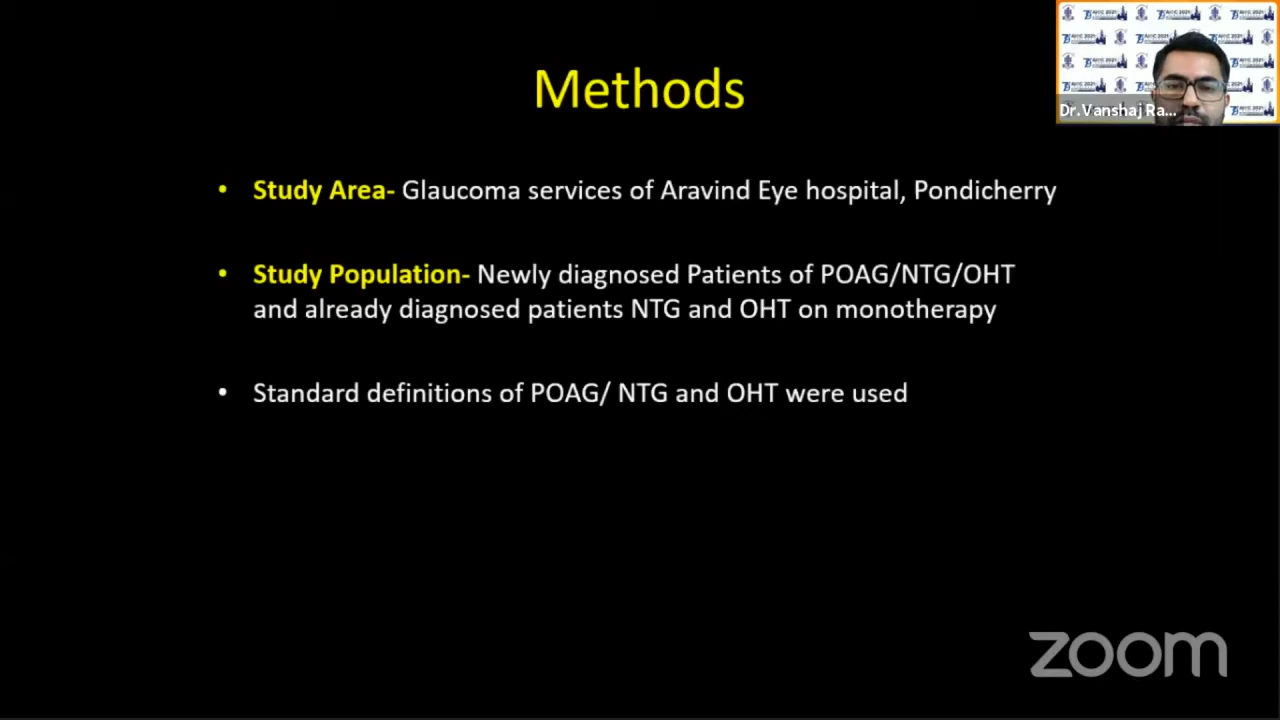 Methods
Dr.Vanshaj Ra...
• Study Area- Glaucoma services of Aravind Eye hospital, Pondicherry
• Study Population- Newly diagnosed Patients of POAG/NTG/OHT
and already diagnosed patients NTG and OHT on monotherapy
• Standard definitions of POAG/ NTG and OHT were used
zoom